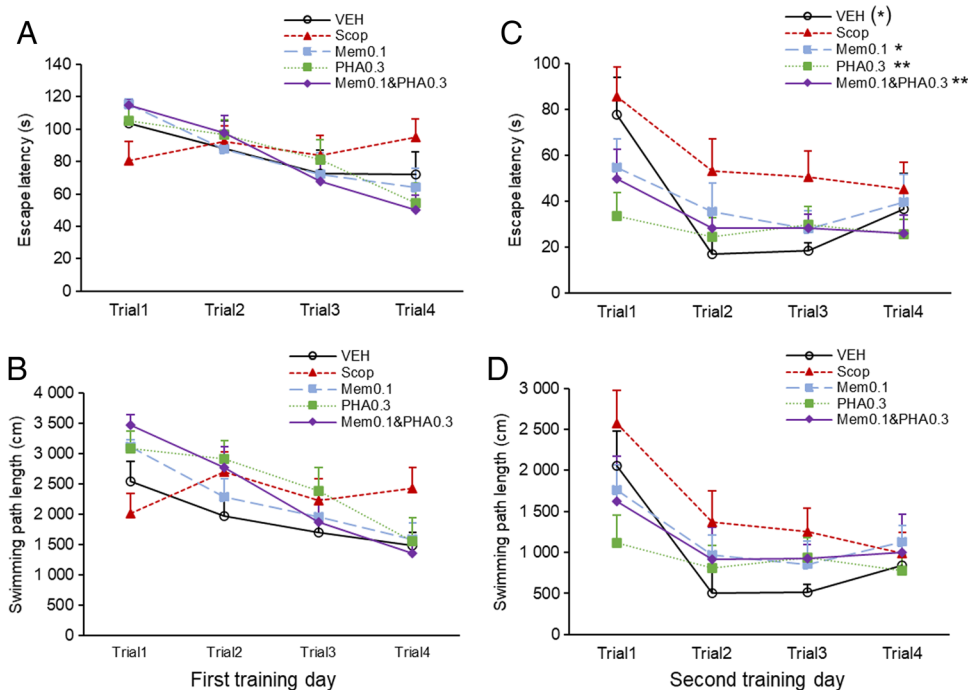 A
VEH
Scop
Mem0.1
PHA0.3
Mem0.1&PHA0.3
Escape latency (s)
140
120
100
80
60
40
20
0
Trial1 Trial2 Trial3 Trial4
C
VEH (*)
Scop
Mem0.1 *
PHA0.3 **
Mem0.1&PHA0.3 **
Escape latency (s)
100
80
60
40
20
0
Trial1 Trial2 Trial3 Trial4
B
VEH
Scop
Mem0.1
PHA0.3
Mem0.1&PHA0.3
Swimming path length (cm)
4 000
3 500
3 000
2 500
2 000
1 500
1 000
500
0
Trial1 Trial2 Trial3 Trial4
First training day
D
VEH
Scop
Mem0.1
PHA0.3
Mem0.1&PHA0.3
Swimming path length (cm)
3 000
2 500
2 000
1 500
1 000
500
0
Trial1 Trial2 Trial3 Trial4
Second training day